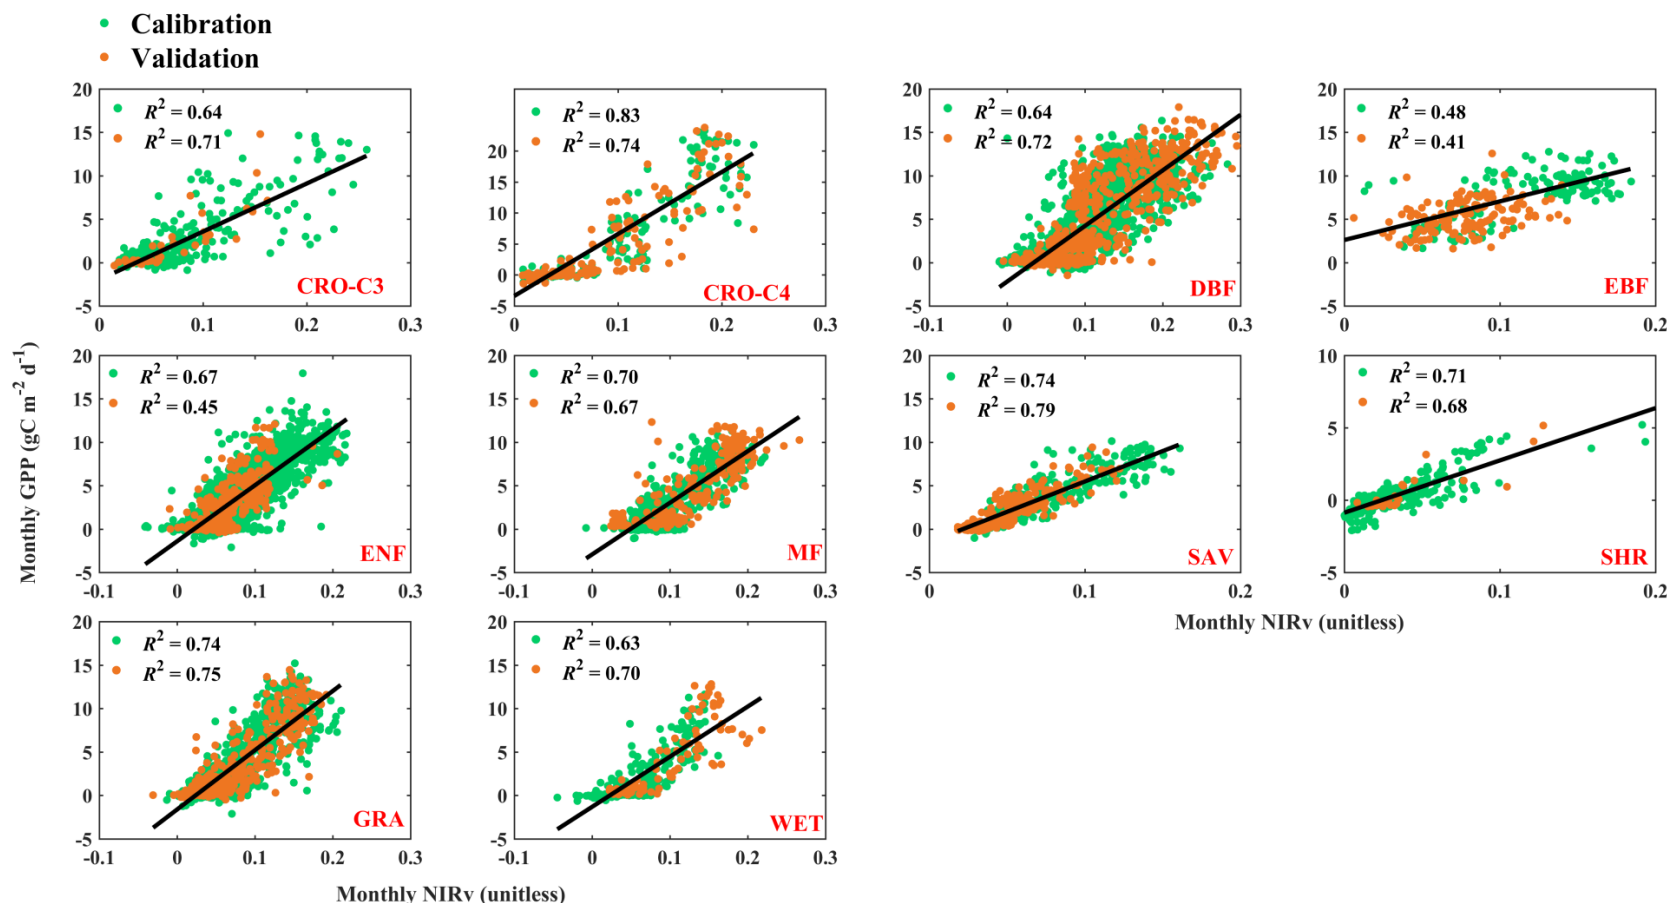 Calibration
Validation
20
15
10
5
0
-5
R² = 0.64
R² = 0.71
CRO-C3
0
0.1
0.2
0.3
20
15
10
5
0
-5
R² = 0.83
R² = 0.74
CRO-C4
0
0.1
0.2
0.3
20
15
10
5
0
-5
R² = 0.64
R² = 0.72
DBF
-0.1
0
0.1
0.2
0.3
20
15
10
5
0
-5
R² = 0.48
R² = 0.41
EBF
0
0.1
0.2
Monthly GPP (gC m⁻² d⁻¹)
20
15
10
5
0
-5
R² = 0.67
R² = 0.45
ENF
-0.1
0
0.1
0.2
0.3
20
15
10
5
0
-5
R² = 0.70
R² = 0.67
MF
-0.1
0
0.1
0.2
0.3
20
15
10
5
0
-5
R² = 0.74
R² = 0.79
SAV
0
0.1
0.2
10
5
0
-5
R² = 0.71
R² = 0.68
SHR
0
0.1
0.2
Monthly NIRv (unitless)
20
15
10
5
0
-5
R² = 0.74
R² = 0.75
GRA
-0.1
0
0.1
0.2
0.3
20
15
10
5
0
-5
R² = 0.63
R² = 0.70
WET
-0.1
0
0.1
0.2
0.3
Monthly NIRv (unitless)